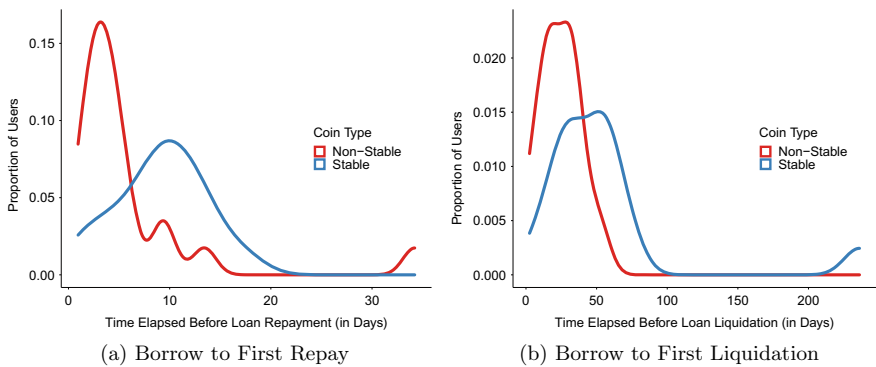 Proportion of Users
0.15
0.10
0.05
0.00
0
10
20
30
Time Elapsed Before Loan Repayment (in Days)
Coin Type
Non−Stable
Stable
(a) Borrow to First Repay
Proportion of Users
0.020
0.015
0.010
0.005
0.000
0
50
100
150
200
Time Elapsed Before Loan Liquidation (in Days)
Coin Type
Non−Stable
Stable
(b) Borrow to First Liquidation